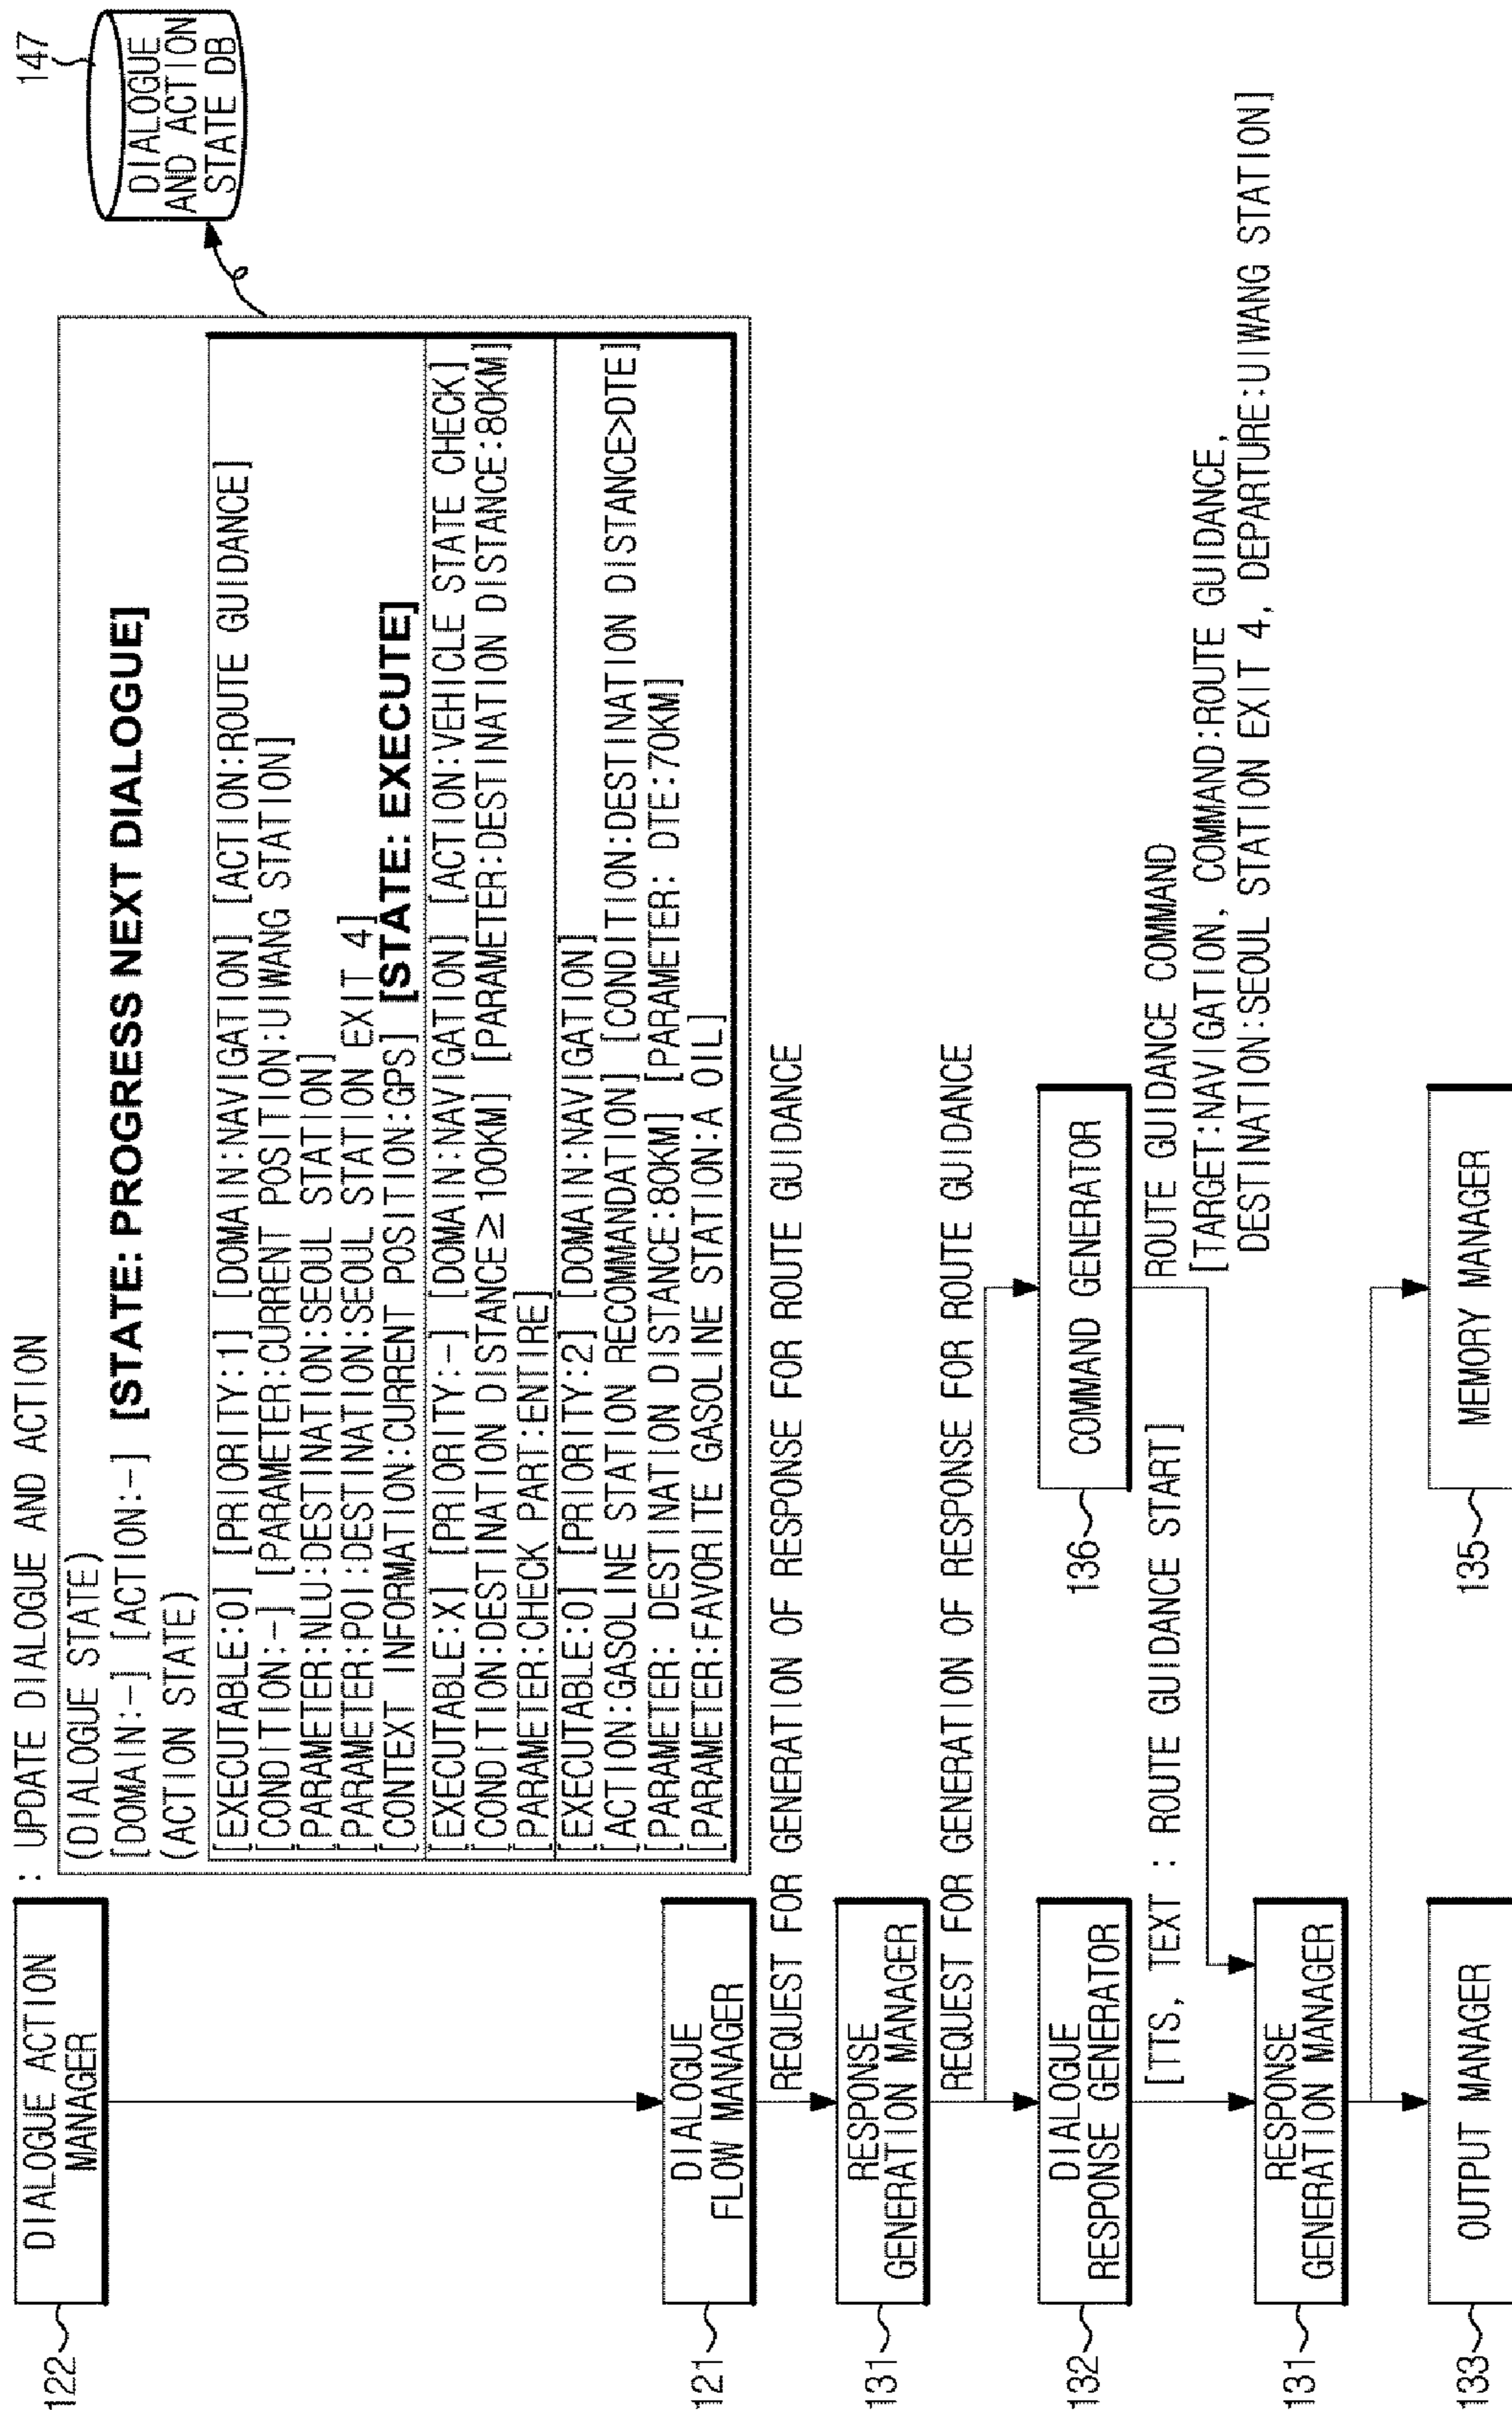 122
DIALOGUE ACTION
MANAGER
: UPDATE DIALOGUE AND ACTION
(DIALOGUE STATE)
[DOMAIN:-] [ACTION:-] [STATE: PROGRESS NEXT DIALOGUE]
(ACTION STATE)
[EXECUTABLE:O] [PRIORITY:1] [DOMAIN:NAVIGATION] [ACTION:ROUTE GUIDANCE]
[CONDITION:-] [PARAMETER:CURRENT POSITION:UIWANG STATION]
[PARAMETER:NLU:DESTINATION:SEOUL STATION]
[PARAMETER:POI:DESTINATION:SEOUL STATION EXIT 4]
[CONTEXT INFORMATION:CURRENT POSITION:GPS] [STATE: EXECUTE]
[EXECUTABLE:X] [PRIORITY:-] [DOMAIN:NAVIGATION] [ACTION:VEHICLE STATE CHECK]
[CONDITION:DESTINATION DISTANCE≥100KM] [PARAMETER:DESTINATION DISTANCE:80KM]
[PARAMETER:CHECK PART:ENTIRE]
[EXECUTABLE:O] [PRIORITY:2] [DOMAIN:NAVIGATION]
[ACTION:GASOLINE STATION RECOMMANDATION] [CONDITION:DESTINATION DISTANCE>DTE]
[PARAMETER: DESTINATION DISTANCE:80KM] [PARAMETER: DTE:70KM]
[PARAMETER:FAVORITE GASOLINE STATION:A OIL]
147
DIALOGUE
AND ACTION
STATE DB
121
DIALOGUE
FLOW MANAGER
REQUEST FOR GENERATION OF RESPONSE FOR ROUTE GUIDANCE
131
RESPONSE
GENERATION MANAGER
REQUEST FOR GENERATION OF RESPONSE FOR ROUTE GUIDANCE
132
DIALOGUE
RESPONSE GENERATOR
136
COMMAND GENERATOR
[TTS, TEXT : ROUTE GUIDANCE START]
ROUTE GUIDANCE COMMAND
[TARGET:NAVIGATION, COMMAND:ROUTE GUIDANCE,
DESTINATION:SEOUL STATION EXIT 4, DEPARTURE:UIWANG STATION]
131
RESPONSE
GENERATION MANAGER
133
OUTPUT MANAGER
135
MEMORY MANAGER